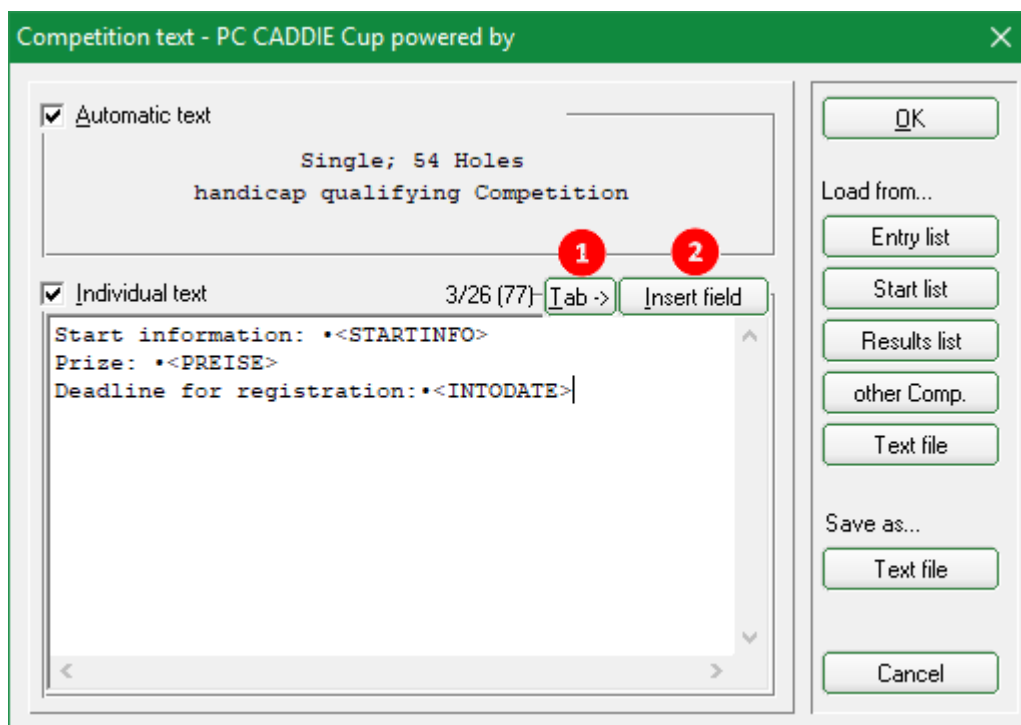 Competition text - PC CADDIE Cup powered by
Automatic text
Single; 54 Holes
handicap qualifying Competition
1
2
Individual text 3/26 (77) Tab -> Insert field
Start information: •<STARTINFO>
Prize: •<PREISE>
Deadline for registration:•<INTODATE>
OK
Load from...
Entry list
Start list
Results list
other Comp.
Text file
Save as...
Text file
Cancel